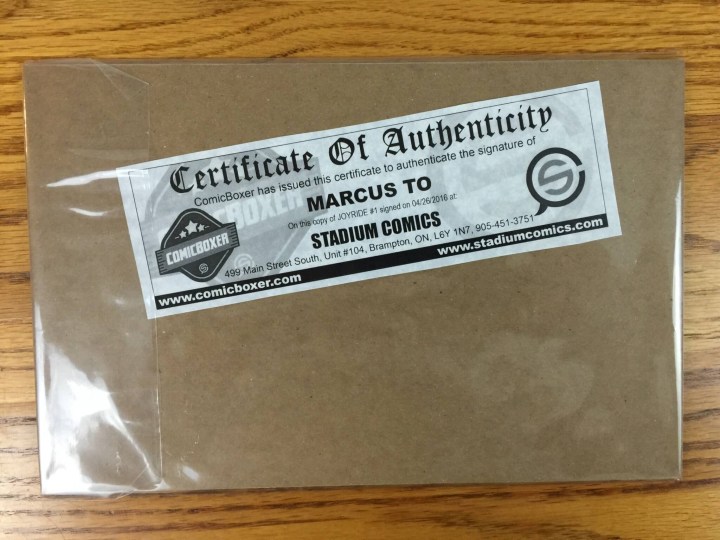 Certificate Of Authenticity
ComicBoxer has issued this certificate to authenticate the signature of
MARCUS TO
On this copy of JOYRIDE #1 signed on 04/26/2016 at:
STADIUM COMICS
499 Main Street South, Unit #104, Brampton, ON, L6Y 1N7, 905-451-3751
COMICBOXER
www.comicboxer.com
www.stadiumcomics.com